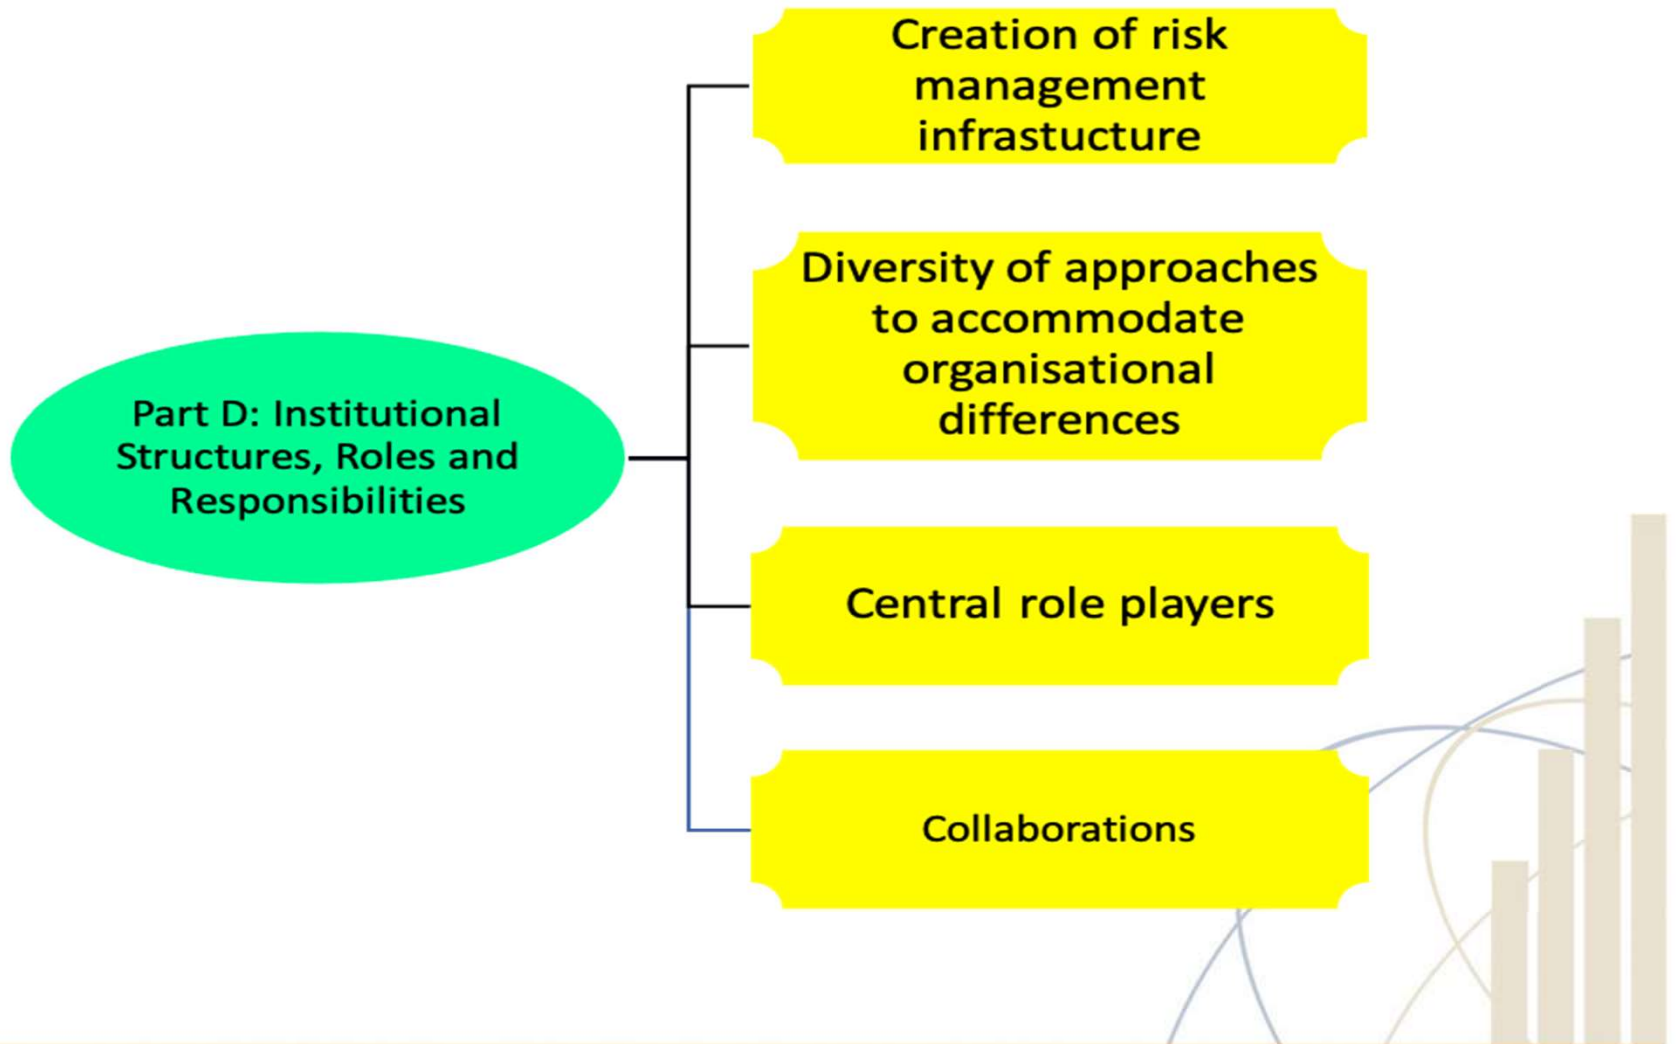 Creation of risk
management
infrastucture
Diversity of approaches
to accommodate
organisational
differences
Part D: Institutional
Structures, Roles and
Responsibilities
Central role players
Collaborations